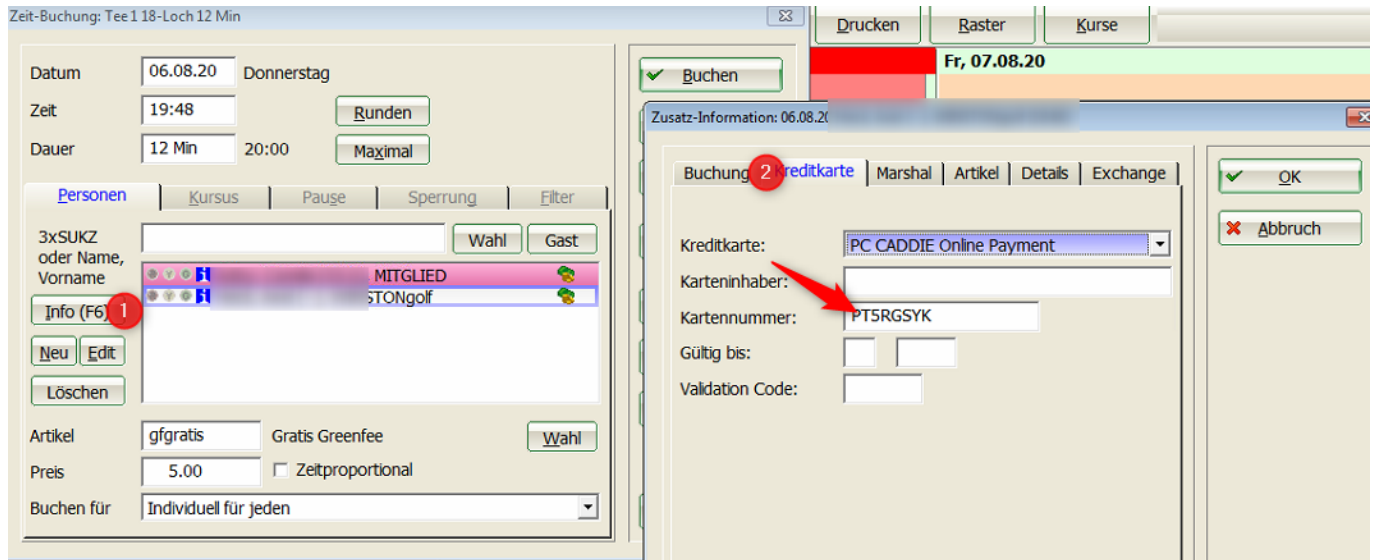 Zeit-Buchung: Tee 1 18-Loch 12 Min
Datum 06.08.20 Donnerstag
Zeit 19:48 Runden
Dauer 12 Min 20:00 Maximal
Personen Kursus Pause Sperrung Filter
3xSUKZ
oder Name,
Vorname
Wahl Gast
MITGLIED
STONgolf
Info (F6) 1
Neu Edit
Löschen
Artikel gfgratis Gratis Greenfee Wahl
Preis 5.00 Zeitproportional
Buchen für Individuell für jeden
Buchen
Drucken Raster Kurse
Fr, 07.08.20
Zusatz-Information: 06.08.20
Buchung 2 Kreditkarte Marshal Artikel Details Exchange
Kreditkarte: PC CADDIE Online Payment
Karteninhaber:
Kartennummer: PT5RGSYK
Gültig bis:
Validation Code:
OK
Abbruch